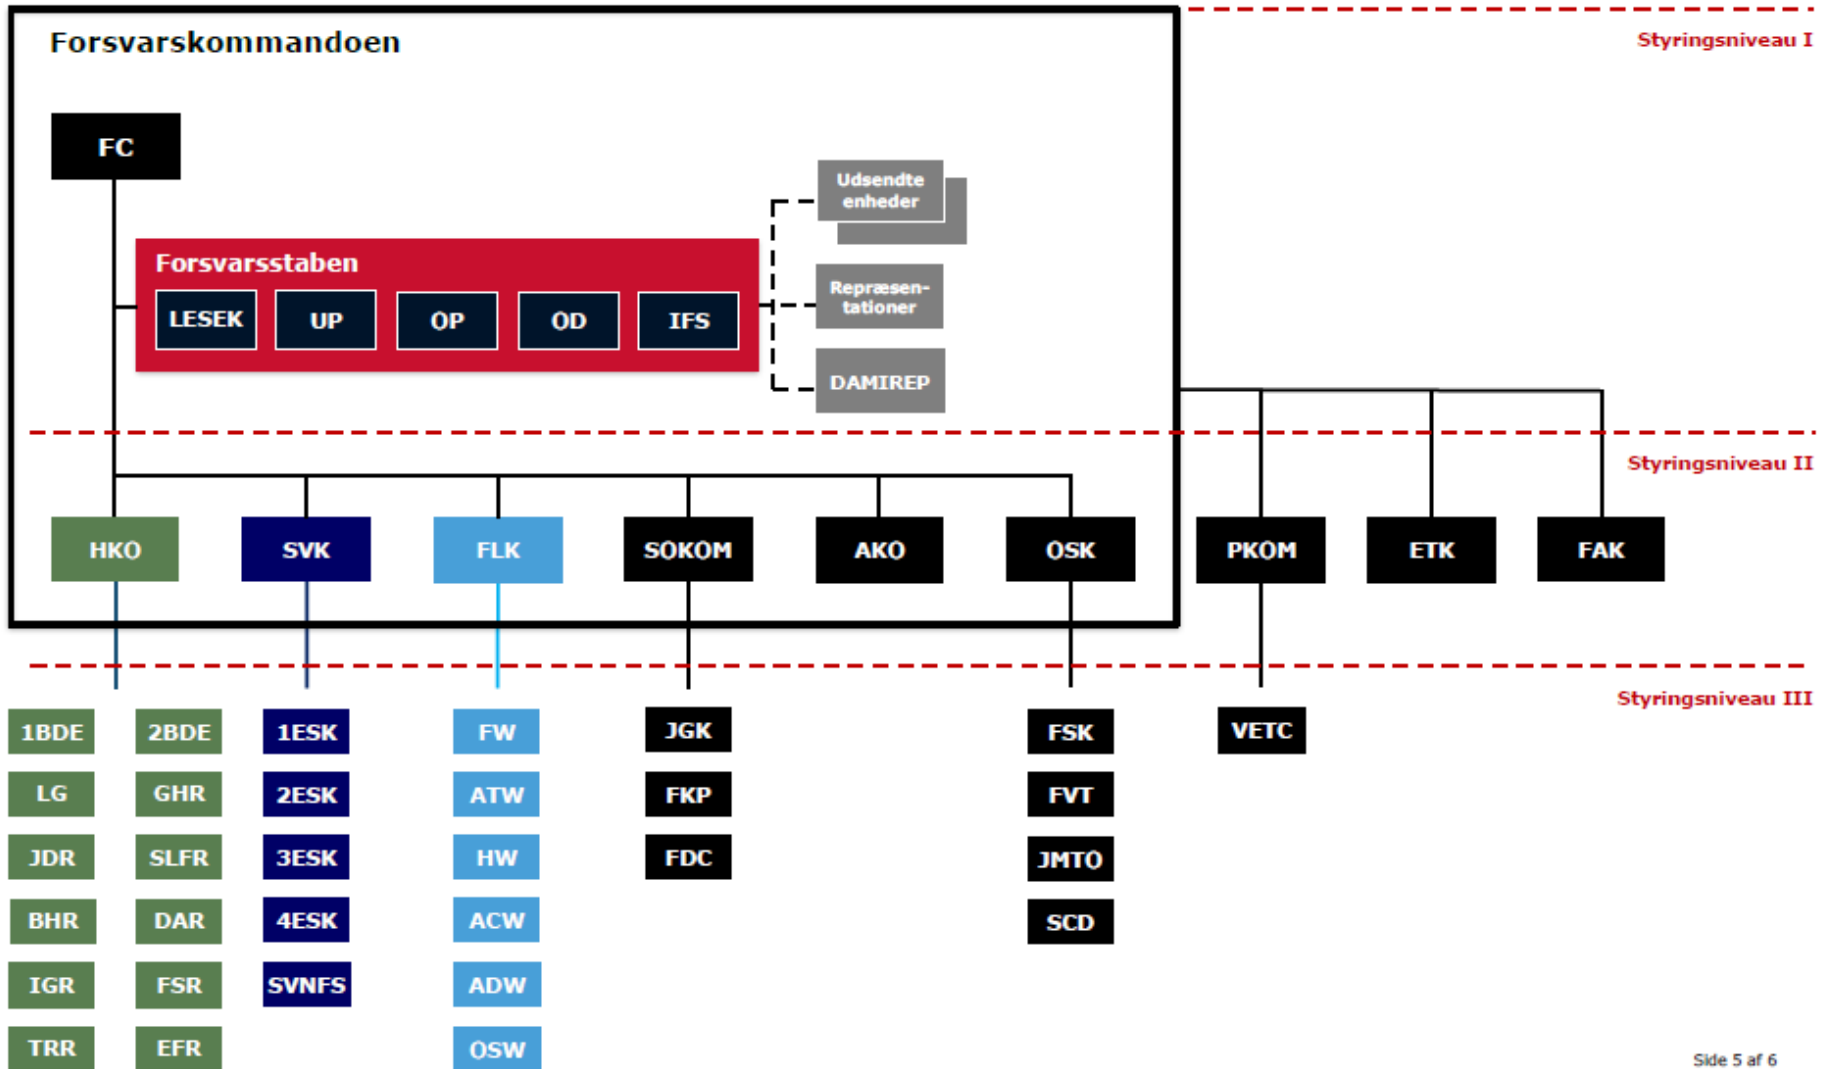 Forsvarskommandoen
Styringsniveau I
FC
Udsendte
enheder
Forsvarsstaben
LESEK UP OP OD IFS
Repræsen-
tationer
DAMIREP
Styringsniveau II
HKO SVK FLK SOKOM AKO OSK PKOM ETK FAK
Styringsniveau III
1BDE 2BDE 1ESK FW JGK FSK VETC
LG GHR 2ESK ATW FKP FVT
JDR SLFR 3ESK HW FDC JMTO
BHR DAR 4ESK ACW SCD
IGR FSR SVNFS ADW
TRR EFR OSW
Side 5 af 6